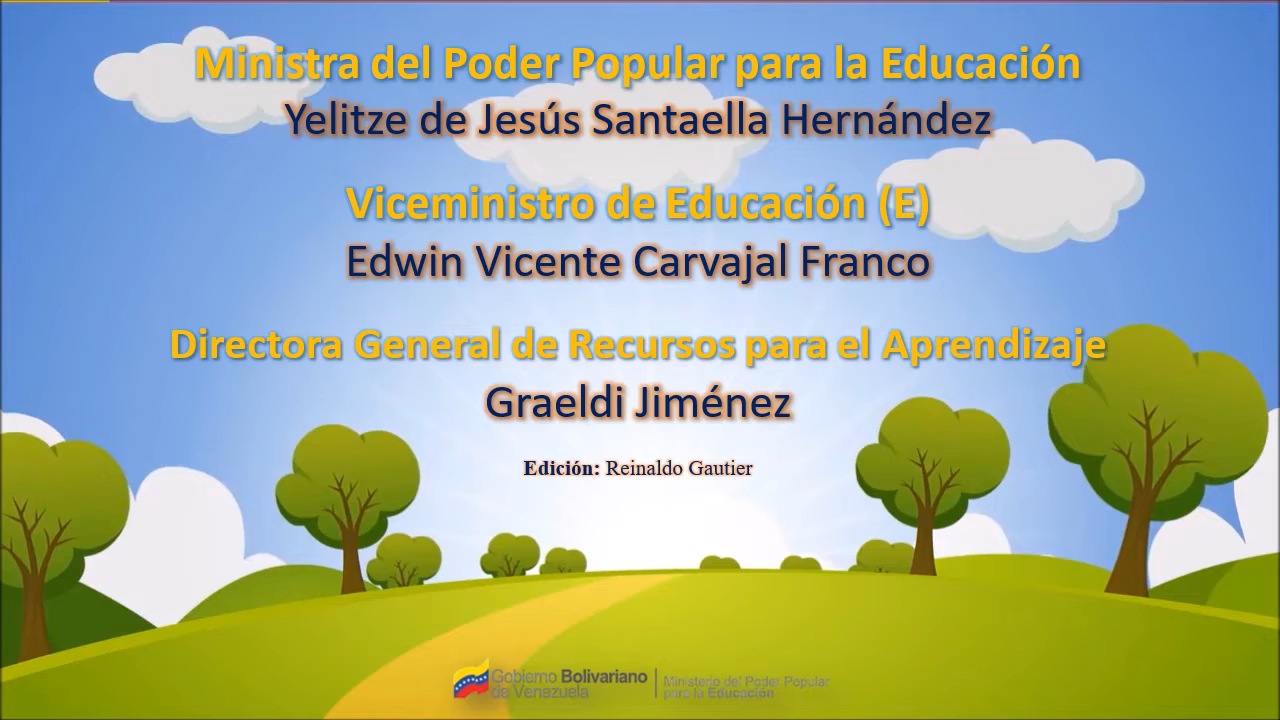 Ministra del Poder Popular para la Educación
Yelitze de Jesús Santaella Hernández
Viceministro de Educación (E)
Edwin Vicente Carvajal Franco
Directora General de Recursos para el Aprendizaje
Graeldi Jiménez
Edición: Reinaldo Gautier
Gobierno Bolivariano
de Venezuela
Ministerio del Poder Popular
para la Educación